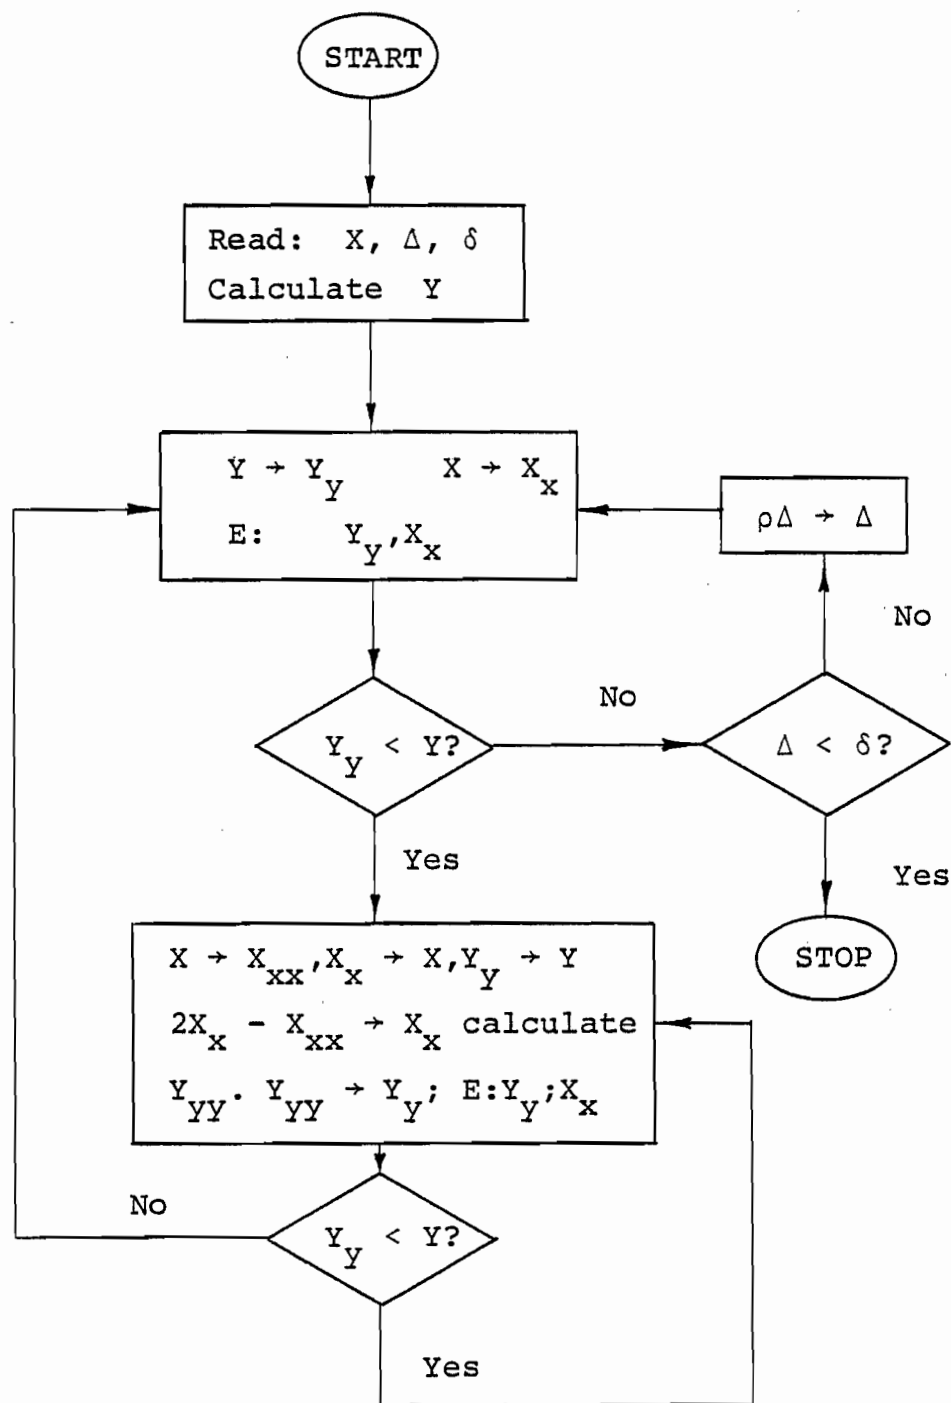 START
Read: X, Δ, δ
Calculate Y
Y → Y_y X → X_x
E: Y_y,X_x
ρΔ → Δ
No
No
Y_y < Y?
Δ < δ?
Yes
Yes
X → X_xx,X_x → X,Y_y → Y
STOP
2X_x - X_xx → X_x calculate
Y_yy. Y_yy → Y_y; E:Y_y;X_x
No
Y_y < Y?
Yes